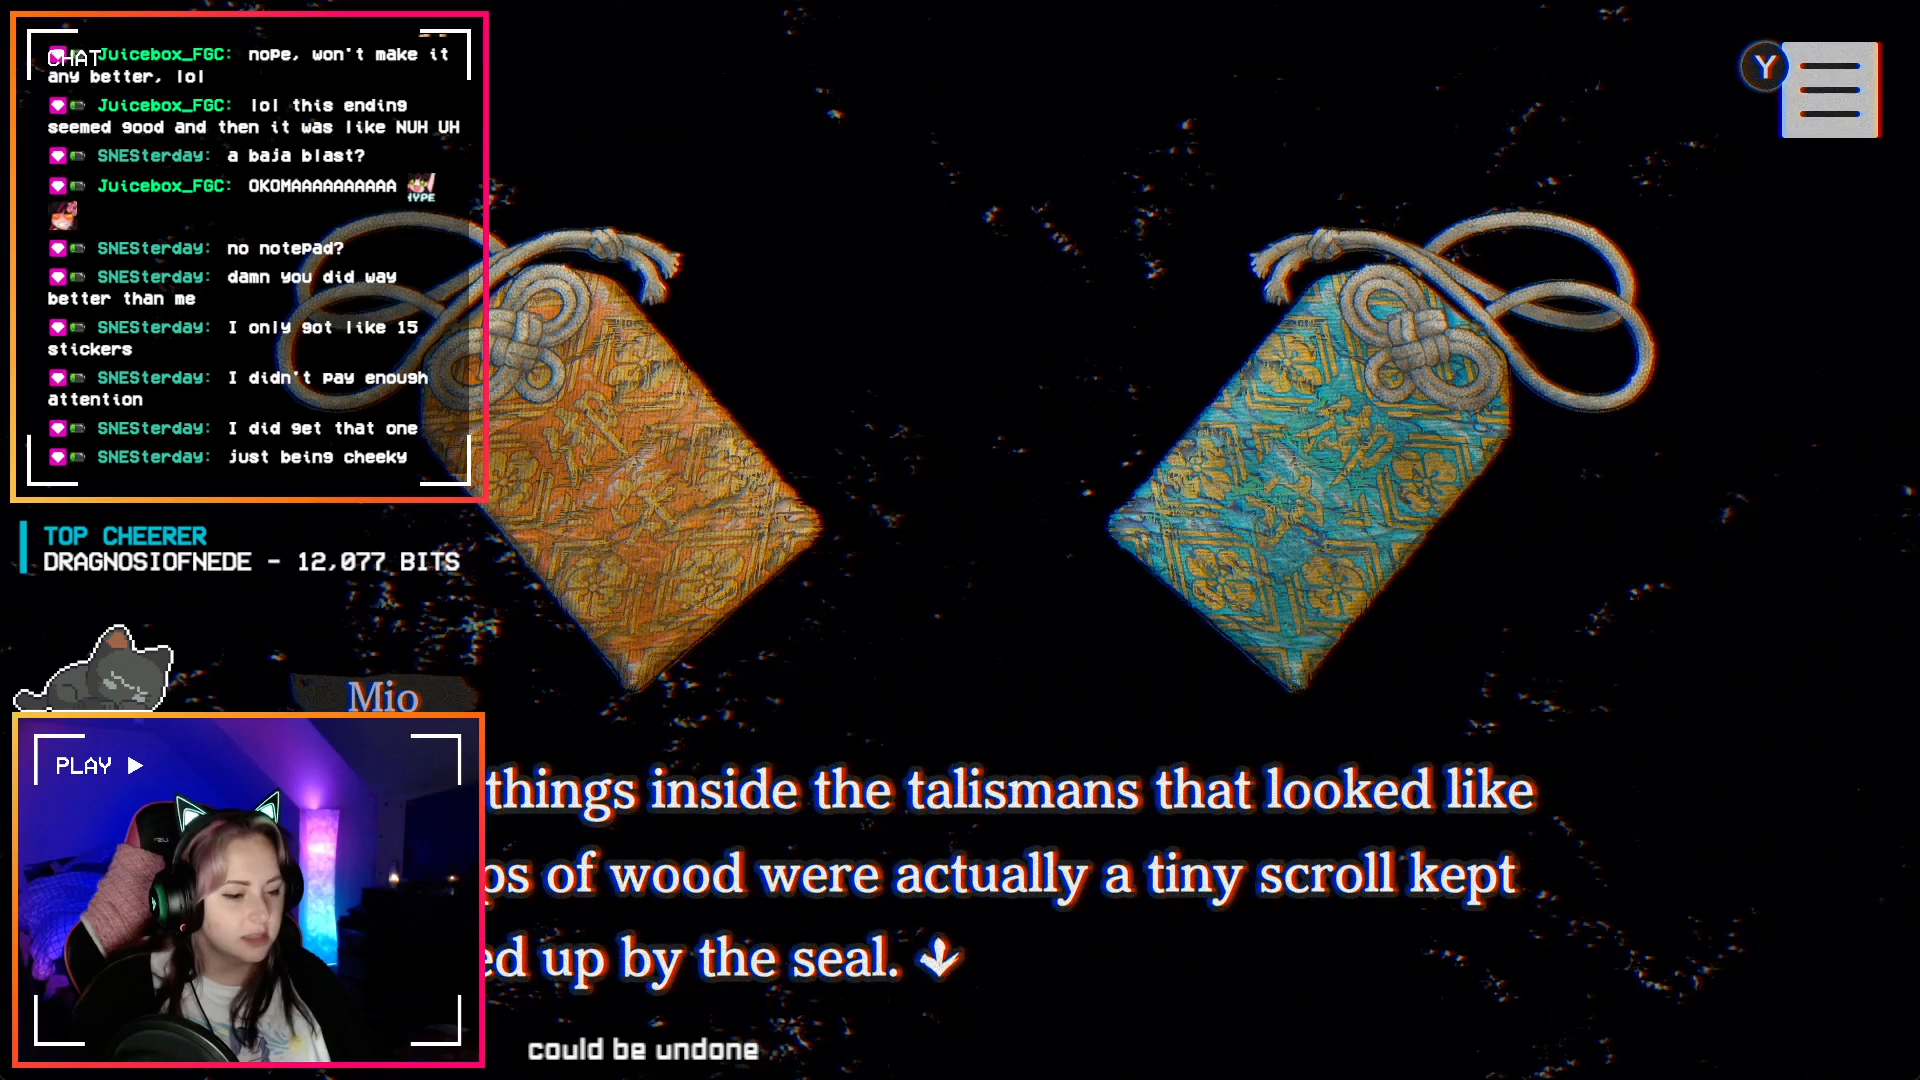 CHAT
Juicebox_FGC: nope, won't make it
any better, lol
Juicebox_FGC: lol this ending
seemed good and then it was like NUH UH
SNESterday: a baja blast?
Juicebox_FGC: OKOMAAAAAAAAAA
HYPE
SNESterday: no notepad?
SNESterday: damn you did way
better than me
SNESterday: I only got like 15
stickers
SNESterday: I didn't pay enough
attention
SNESterday: I did get that one
SNESterday: just being cheeky
Y
TOP CHEERER
DRAGNOSIOFNEDE - 12,077 BITS
Mio
PLAY
things inside the talismans that looked like
ps of wood were actually a tiny scroll kept
ed up by the seal.
could be undone